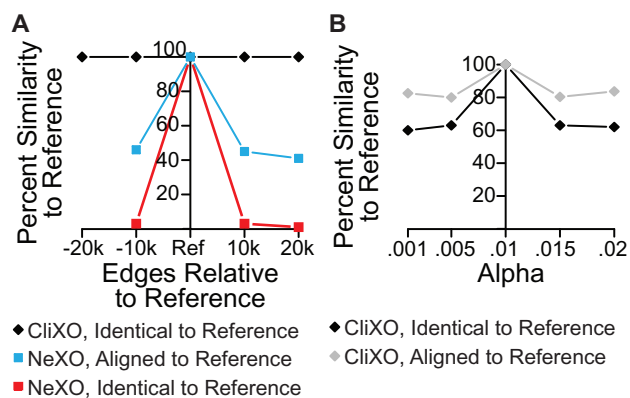 A
Percent Similarity
to Reference
100
80
60
40
20
-20k -10k Ref 10k 20k
Edges Relative
to Reference
CliXO, Identical to Reference
NeXO, Aligned to Reference
NeXO, Identical to Reference
B
Percent Similarity
to Reference
100
80
60
40
20
.001 .005 .01 .015 .02
Alpha
CliXO, Identical to Reference
CliXO, Aligned to Reference